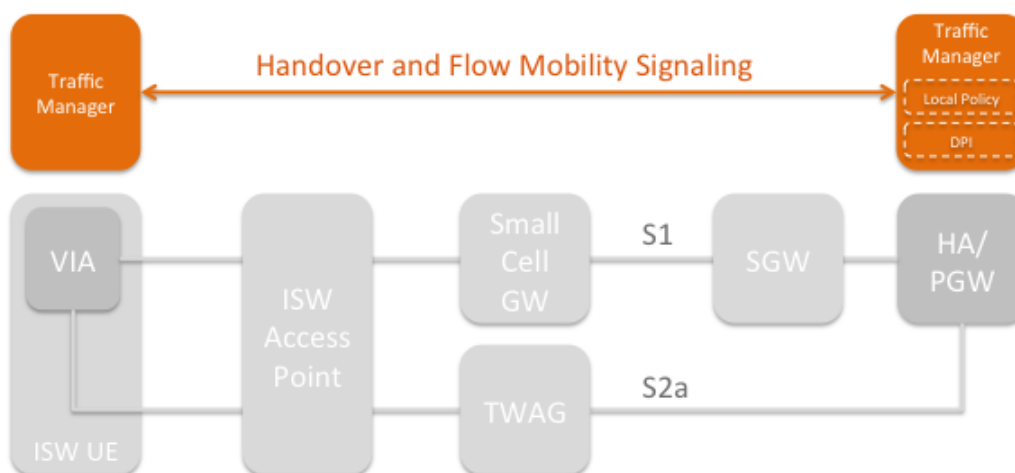 Traffic
Manager
Handover and Flow Mobility Signaling
Traffic
Manager
Local Policy
DPI
VIA
ISW UE
ISW
Access
Point
Small
Cell
GW
S1
SGW
HA/
PGW
TWAG
S2a